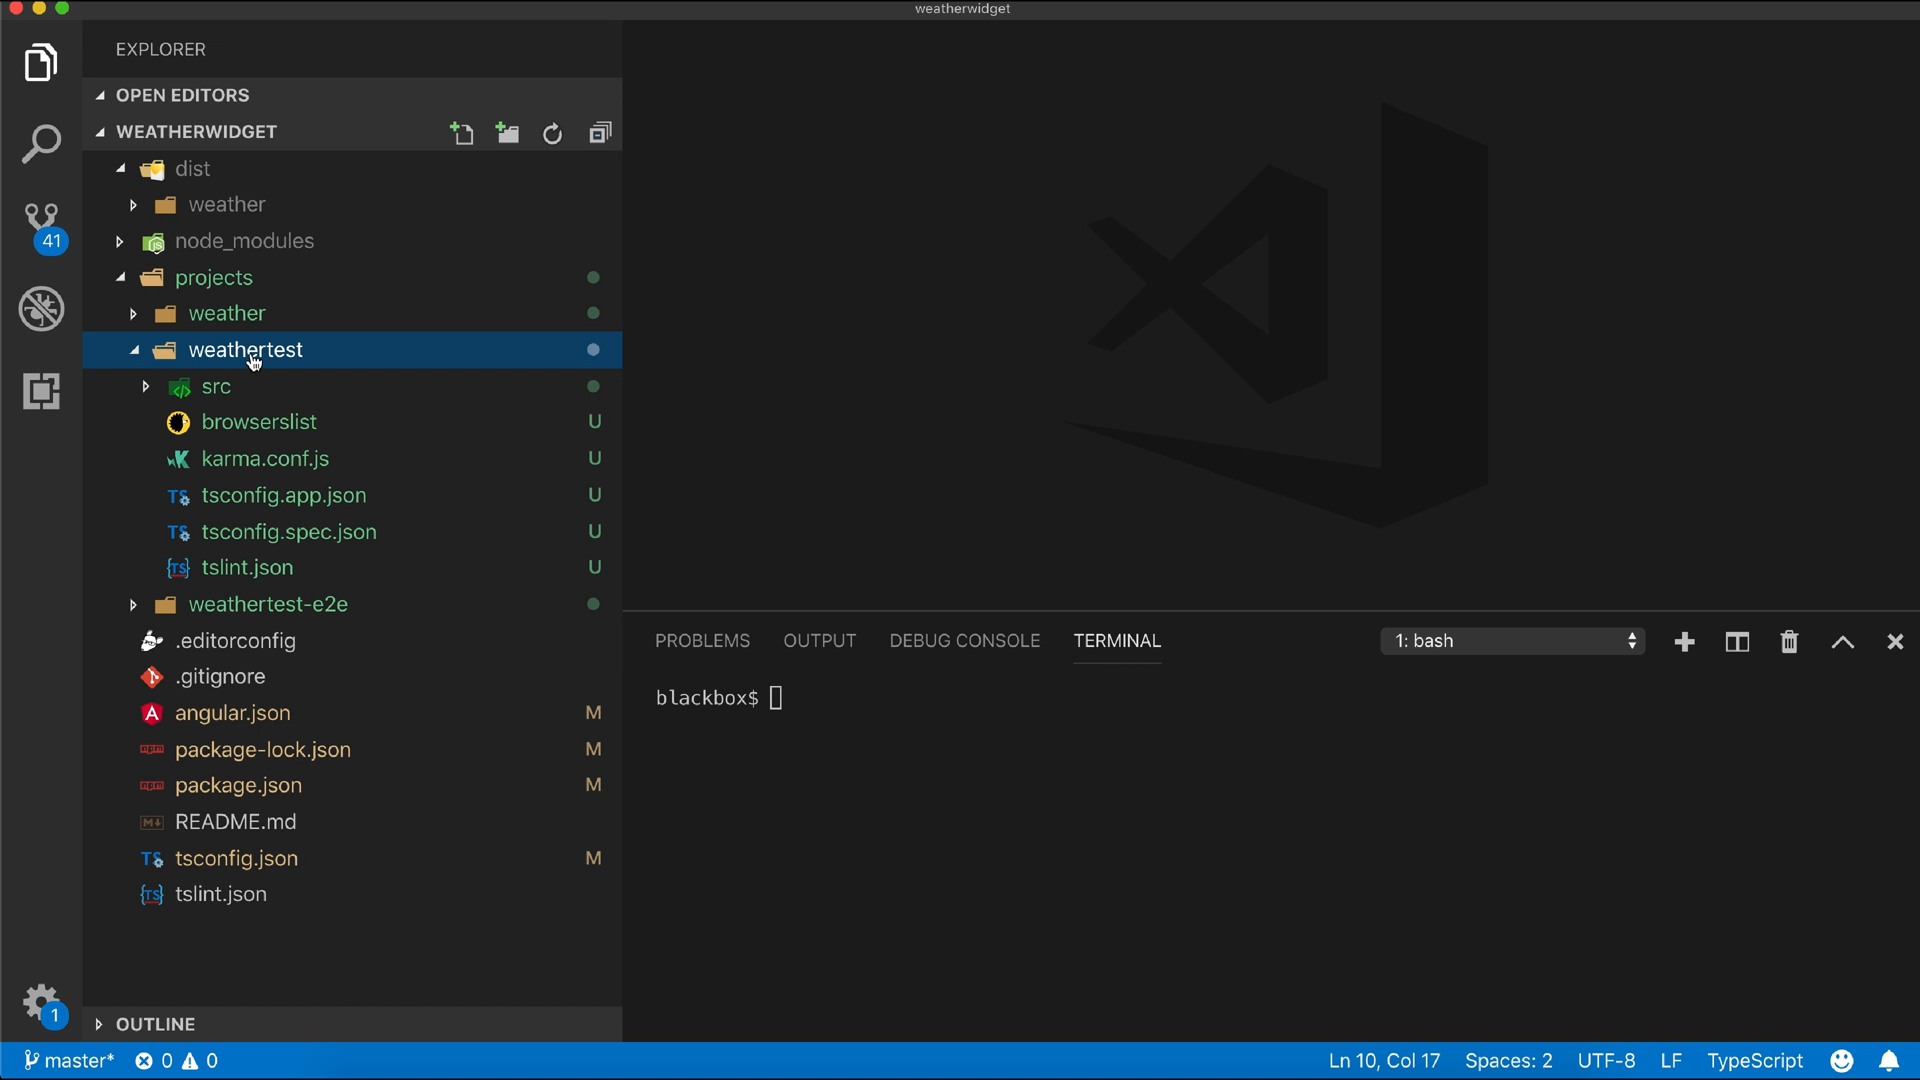 weatherwidget
EXPLORER
OPEN EDITORS
WEATHERWIDGET
dist
weather
node_modules
projects
weather
weathertest
src
browserslist U
karma.conf.js U
tsconfig.app.json U
tsconfig.spec.json U
tslint.json U
weathertest-e2e
.editorconfig
.gitignore
angular.json M
package-lock.json M
package.json M
README.md
tsconfig.json M
tslint.json
OUTLINE
41
1
PROBLEMS OUTPUT DEBUG CONSOLE TERMINAL 1: bash
blackbox$
master* 0 0 Ln 10, Col 17 Spaces: 2 UTF-8 LF TypeScript